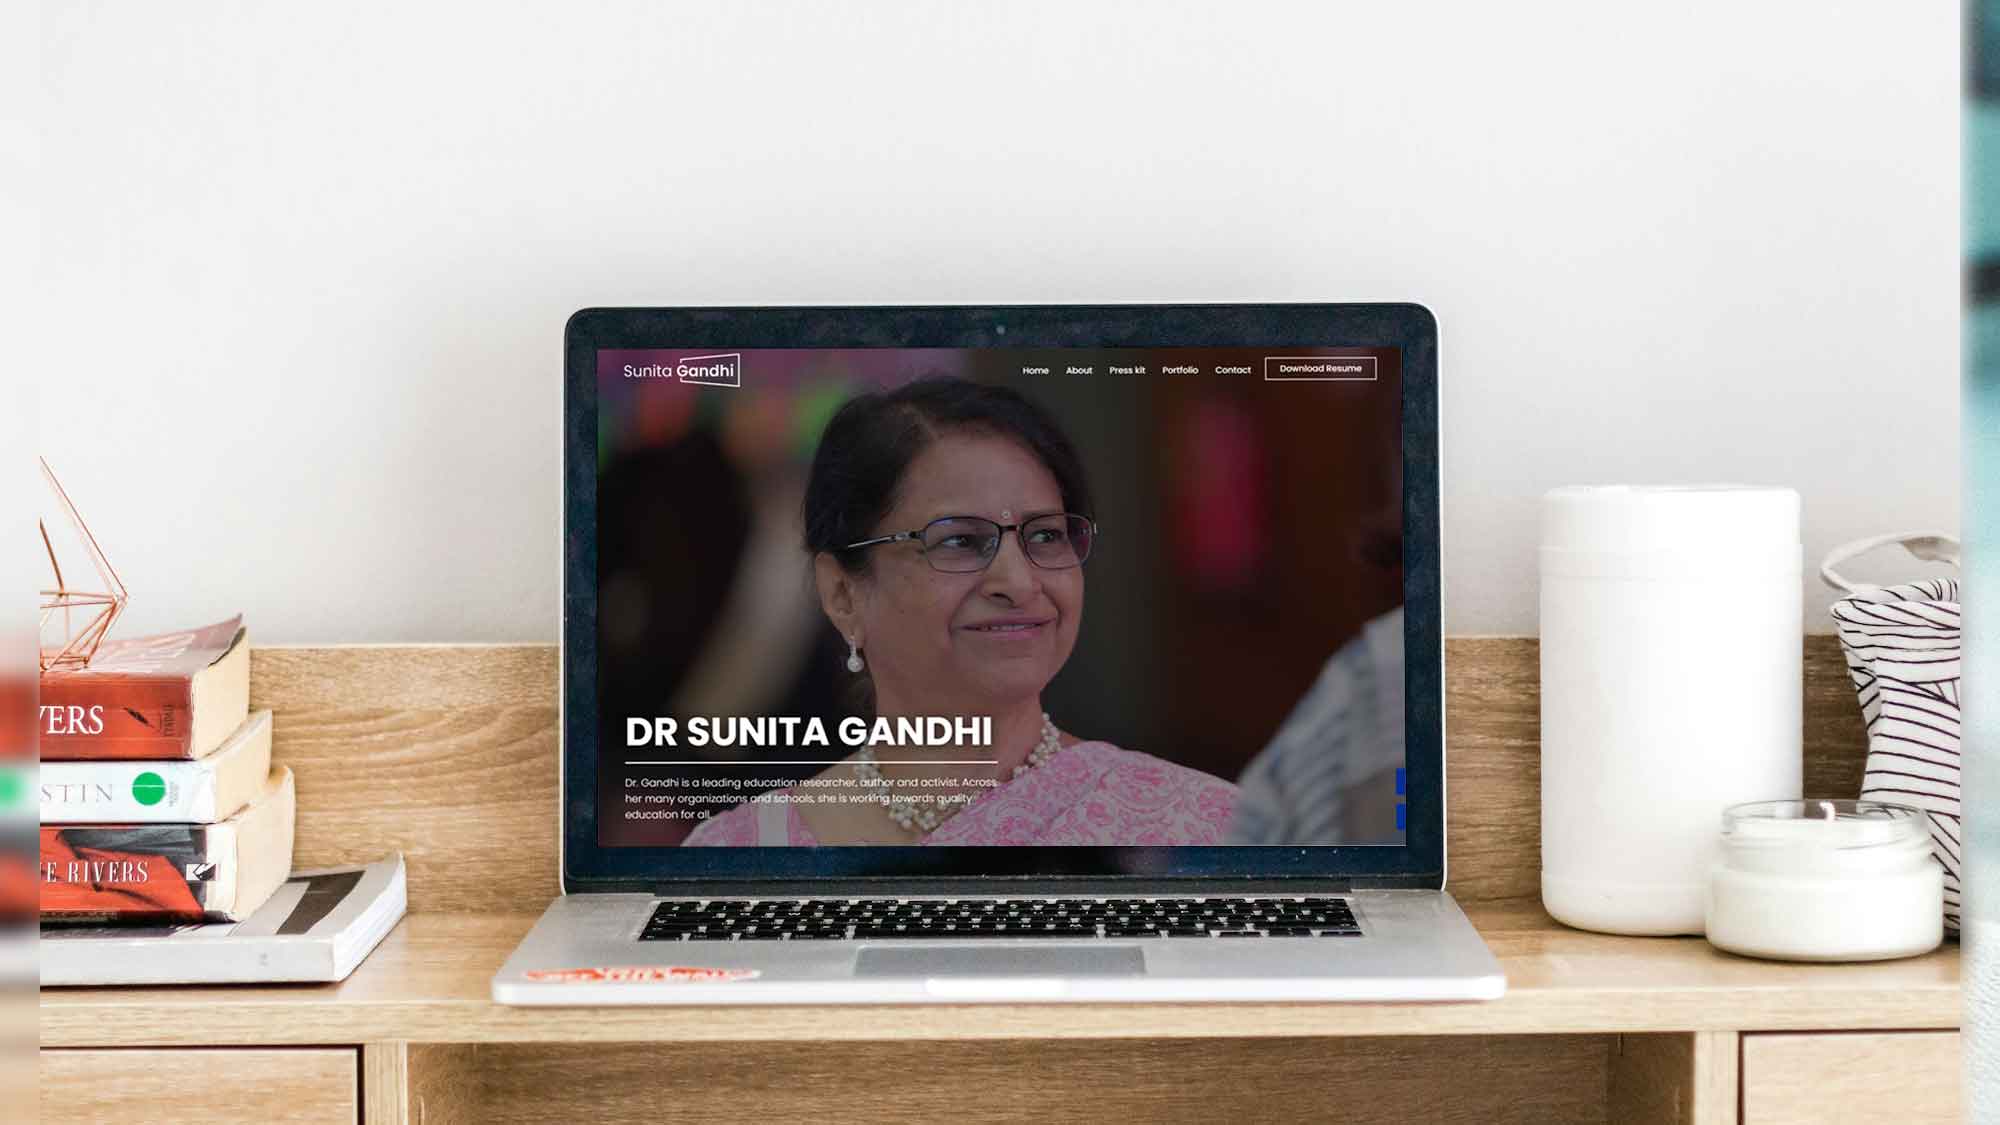 Sunita Gandhi
Home About Press kit Portfolio Contact Download Resume
DR SUNITA GANDHI
Dr. Gandhi is a leading education researcher, author and activist. Across
her many organizations and schools, she is working towards quality
education for all.
VERS
STIN
E RIVERS